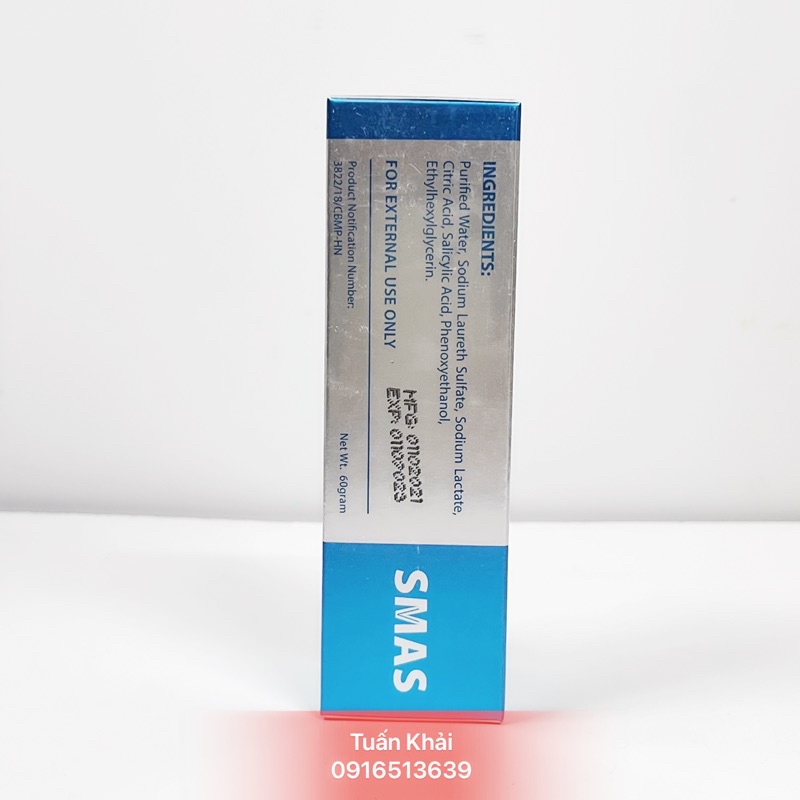 INGREDIENTS:
Purified Water, Sodium Laureth Sulfate, Sodium Lactate,
Citric Acid, Salicylic Acid, Phenoxyethanol,
Ethylhexylglycerin.
FOR EXTERNAL USE ONLY
MFG: 01102021
EXP: 01102023
Product Notification Number:
3822/18/CBMP-HN
Net Wt. 60gram
SMAS
Tuấn Khải
0916513639